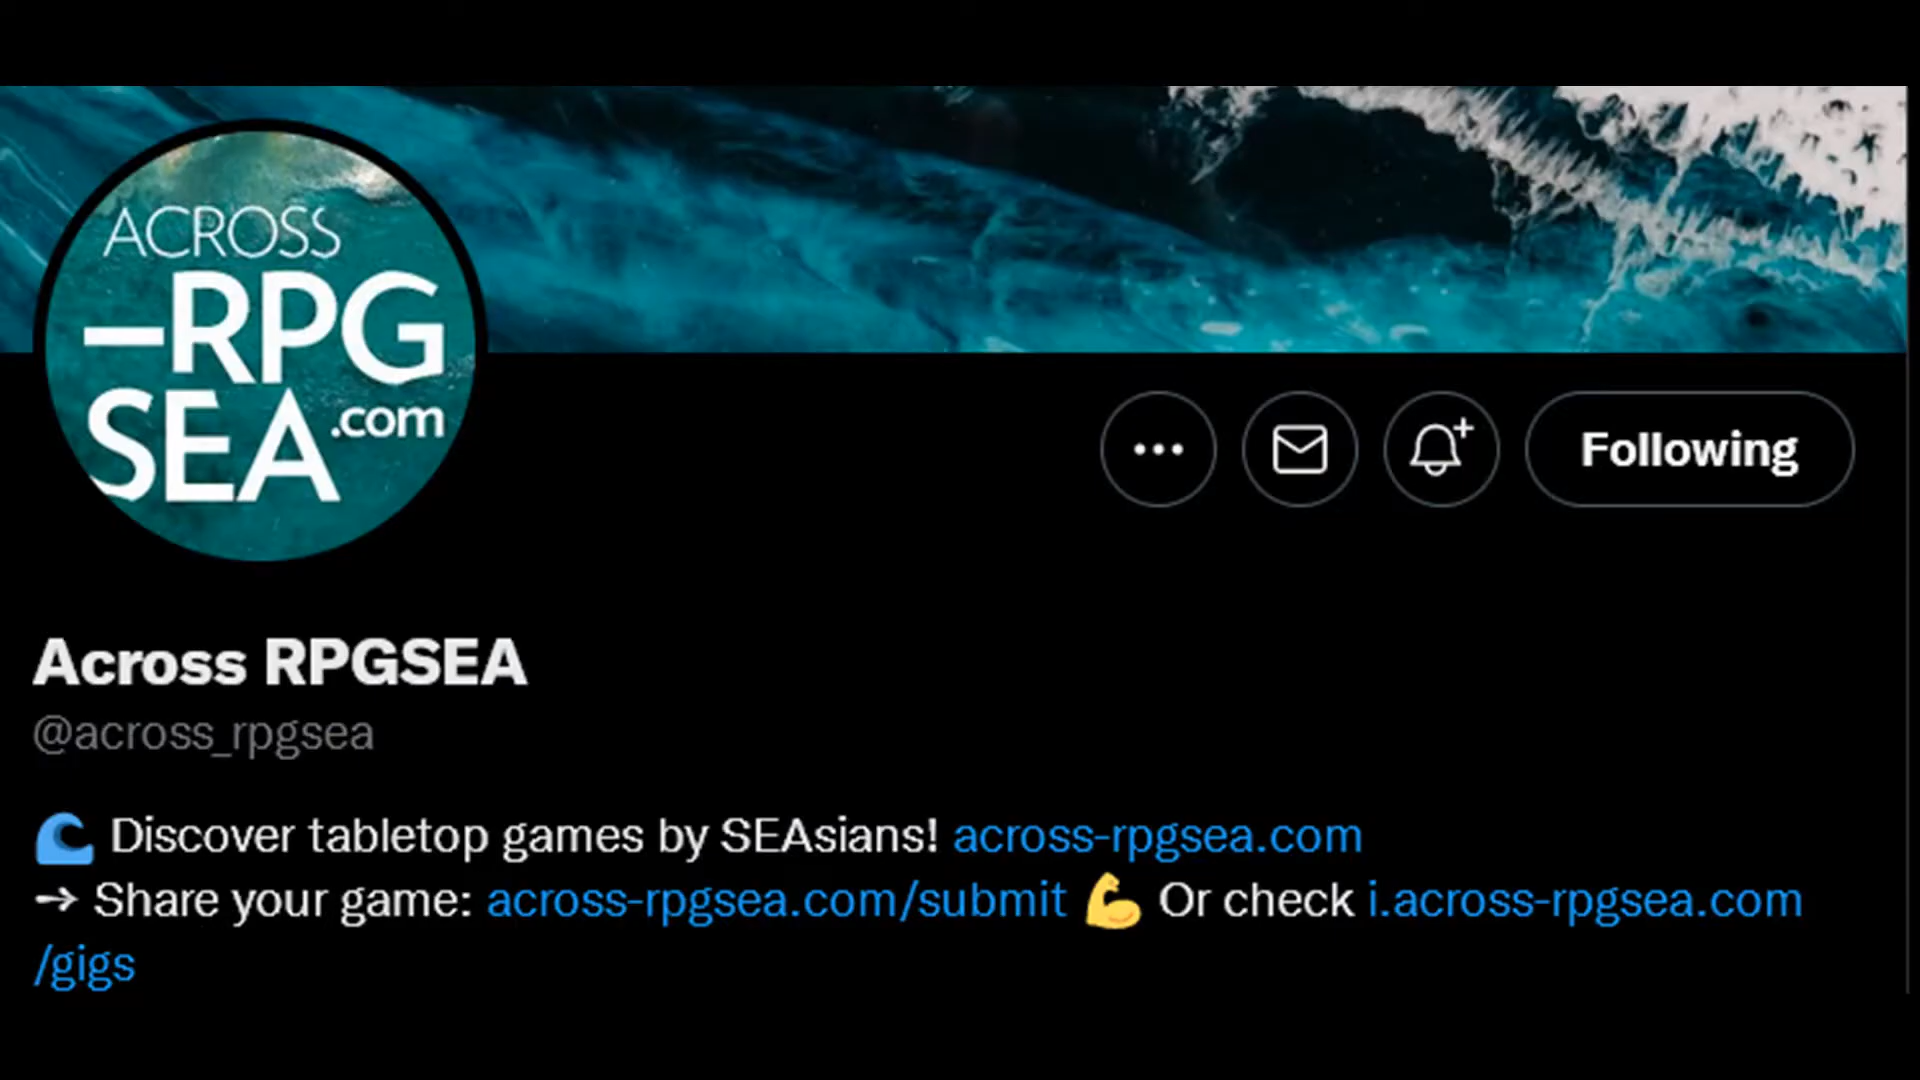 ACROSS
–RPG
SEA.com
Following
Across RPGSEA
@across_rpgsea
🌊 Discover tabletop games by SEAsians! across-rpgsea.com
→ Share your game: across-rpgsea.com/submit 💪 Or check i.across-rpgsea.com
/gigs